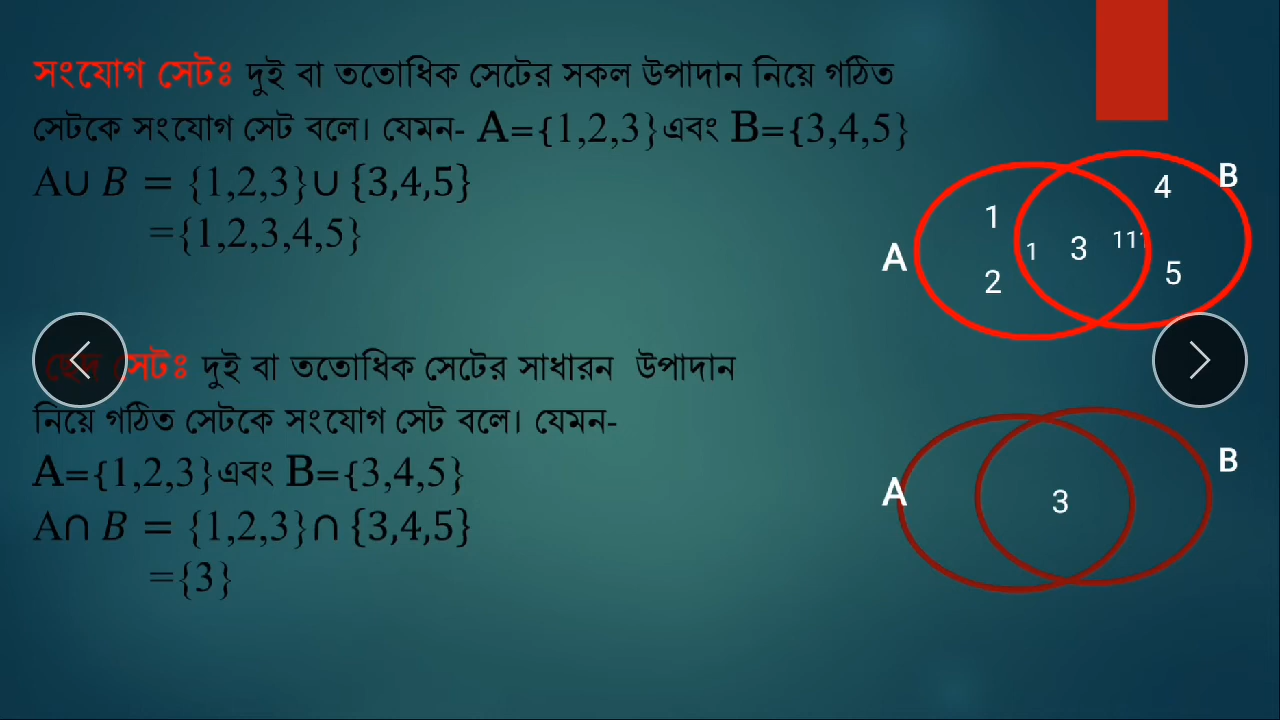 সংযোগ সেটঃ দুই বা ততোধিক সেটের সকল উপাদান নিয়ে গঠিত
সেটকে সংযোগ সেট বলে। যেমন- A={1,2,3}এবং B={3,4,5}
A∪ B = {1,2,3}∪ {3,4,5}
={1,2,3,4,5}
A
B
1
2
1
3
111
4
5
ছেদ সেটঃ দুই বা ততোধিক সেটের সাধারন উপাদান
নিয়ে গঠিত সেটকে সংযোগ সেট বলে। যেমন-
A={1,2,3}এবং B={3,4,5}
A∩ B = {1,2,3}∩ {3,4,5}
={3}
A
B
3